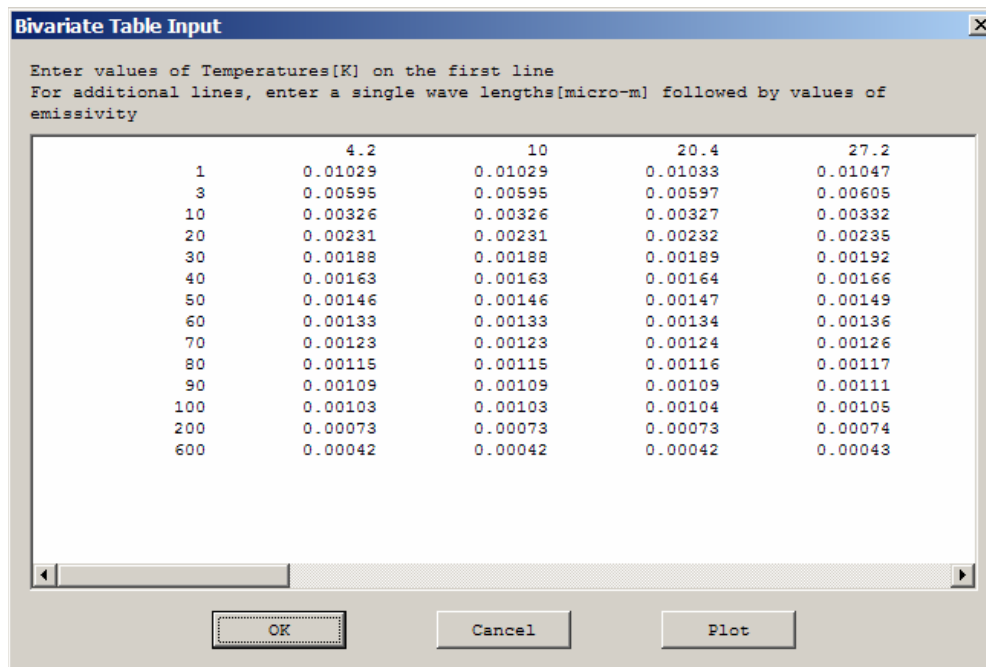 Bivariate Table Input
Enter values of Temperatures[K] on the first line
For additional lines, enter a single wave lengths[micro-m] followed by values of
emissivity
4.2 10 20.4 27.2
1 0.01029 0.01029 0.01033 0.01047
3 0.00595 0.00595 0.00597 0.00605
10 0.00326 0.00326 0.00327 0.00332
20 0.00231 0.00231 0.00232 0.00235
30 0.00188 0.00188 0.00189 0.00192
40 0.00163 0.00163 0.00164 0.00166
50 0.00146 0.00146 0.00147 0.00149
60 0.00133 0.00133 0.00134 0.00136
70 0.00123 0.00123 0.00124 0.00126
80 0.00115 0.00115 0.00116 0.00117
90 0.00109 0.00109 0.00109 0.00111
100 0.00103 0.00103 0.00104 0.00105
200 0.00073 0.00073 0.00073 0.00074
600 0.00042 0.00042 0.00042 0.00043
OK Cancel Plot